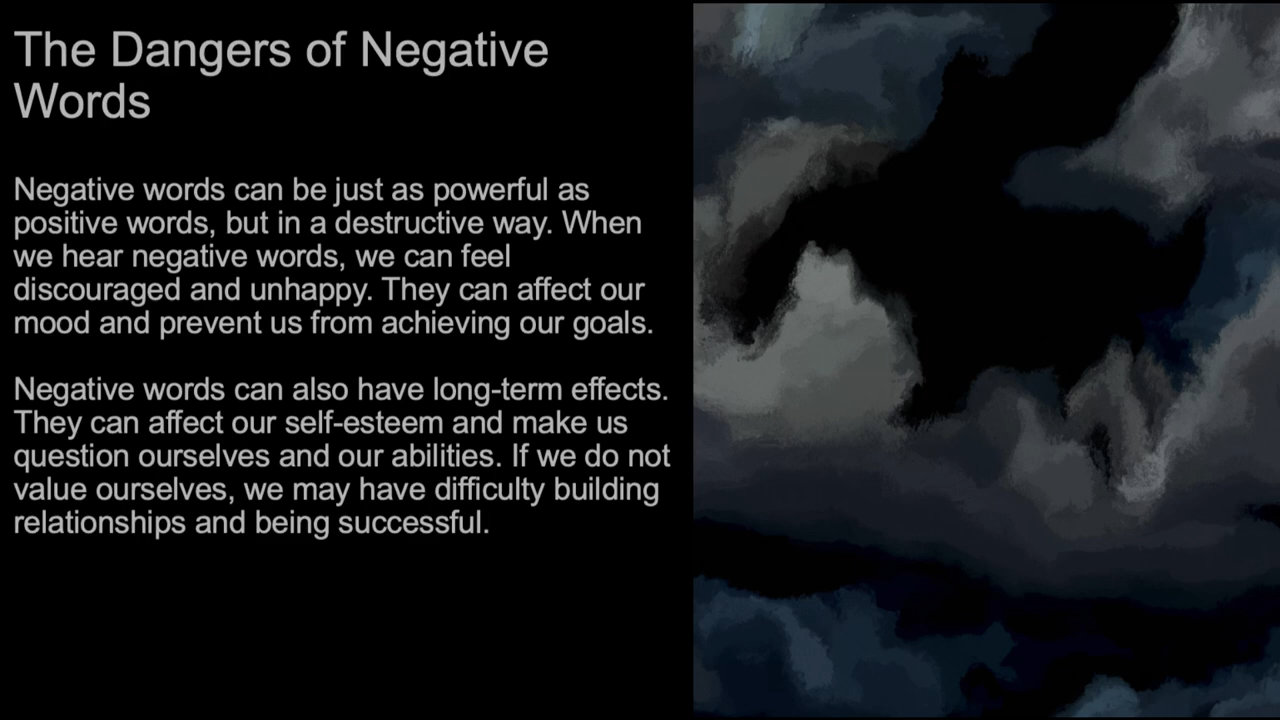 The Dangers of Negative
Words
Negative words can be just as powerful as
positive words, but in a destructive way. When
we hear negative words, we can feel
discouraged and unhappy. They can affect our
mood and prevent us from achieving our goals.
Negative words can also have long-term effects.
They can affect our self-esteem and make us
question ourselves and our abilities. If we do not
value ourselves, we may have difficulty building
relationships and being successful.